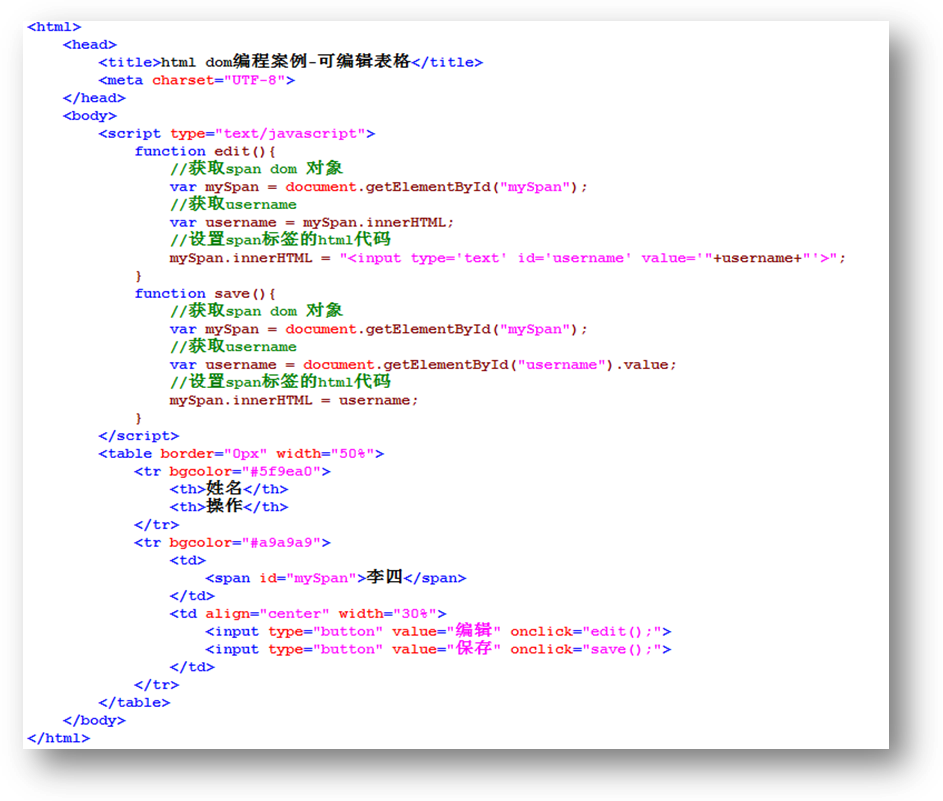 <html>
<head>
<title>html dom编程案例-可编辑表格</title>
<meta charset="UTF-8">
</head>
<body>
<script type="text/javascript">
function edit(){
//获取span dom 对象
var mySpan = document.getElementById("mySpan");
//获取username
var username = mySpan.innerHTML;
//设置span标签的html代码
mySpan.innerHTML = "<input type='text' id='username' value='"+username+"'>";
}
function save(){
//获取span dom 对象
var mySpan = document.getElementById("mySpan");
//获取username
var username = document.getElementById("username").value;
//设置span标签的html代码
mySpan.innerHTML = username;
}
</script>
<table border="0px" width="50%">
<tr bgcolor="#5f9ea0">
<th>姓名</th>
<th>操作</th>
</tr>
<tr bgcolor="#a9a9a9">
<td>
<span id="mySpan">李四</span>
</td>
<td align="center" width="30%">
<input type="button" value="编辑" onclick="edit();">
<input type="button" value="保存" onclick="save();">
</td>
</tr>
</table>
</body>
</html>